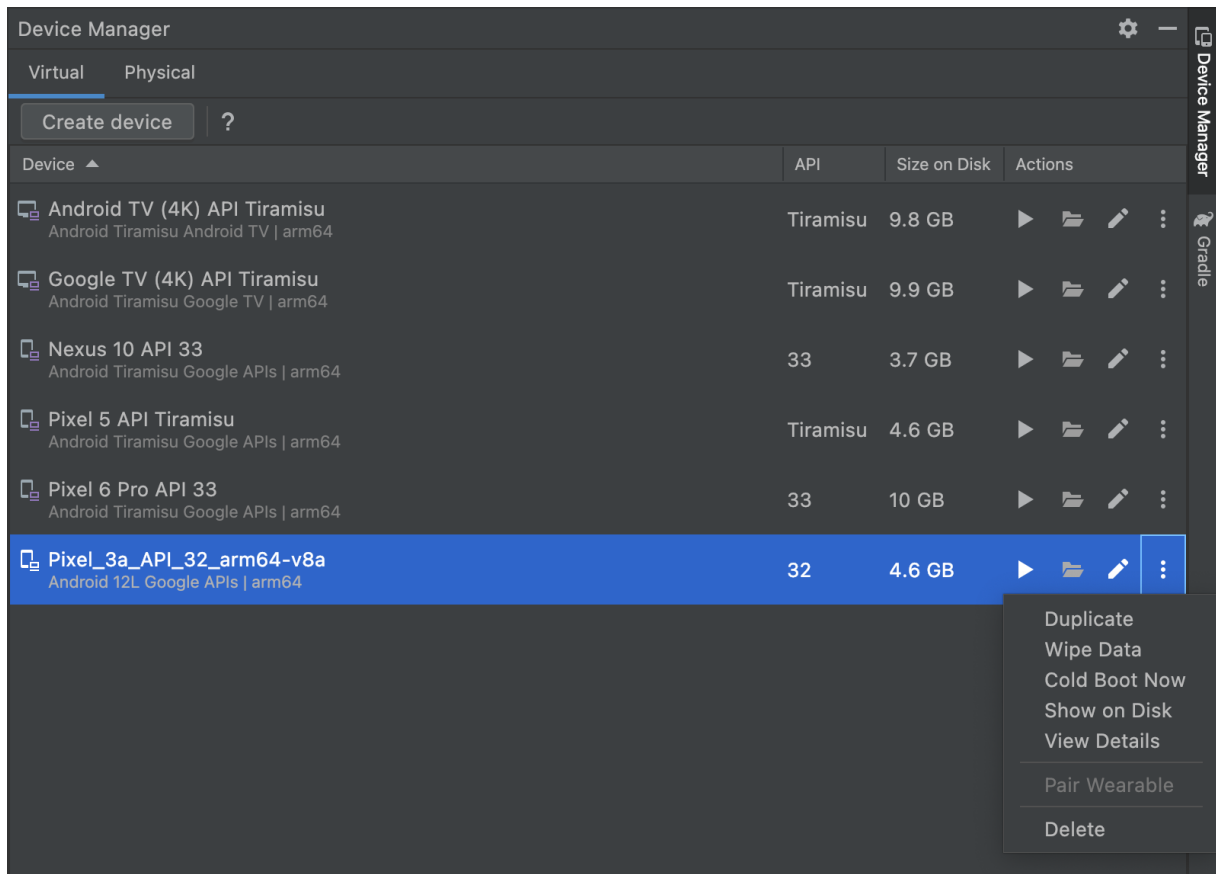 Device Manager
Virtual Physical
Create device ?
Device API Size on Disk Actions
Android TV (4K) API Tiramisu
Android Tiramisu Android TV | arm64
Tiramisu 9.8 GB
Google TV (4K) API Tiramisu
Android Tiramisu Google TV | arm64
Tiramisu 9.9 GB
Nexus 10 API 33
Android Tiramisu Google APIs | arm64
33 3.7 GB
Pixel 5 API Tiramisu
Android Tiramisu Google APIs | arm64
Tiramisu 4.6 GB
Pixel 6 Pro API 33
Android Tiramisu Google APIs | arm64
33 10 GB
Pixel_3a_API_32_arm64-v8a
Android 12L Google APIs | arm64
32 4.6 GB
Duplicate
Wipe Data
Cold Boot Now
Show on Disk
View Details
Pair Wearable
Delete
Device Manager
Gradle